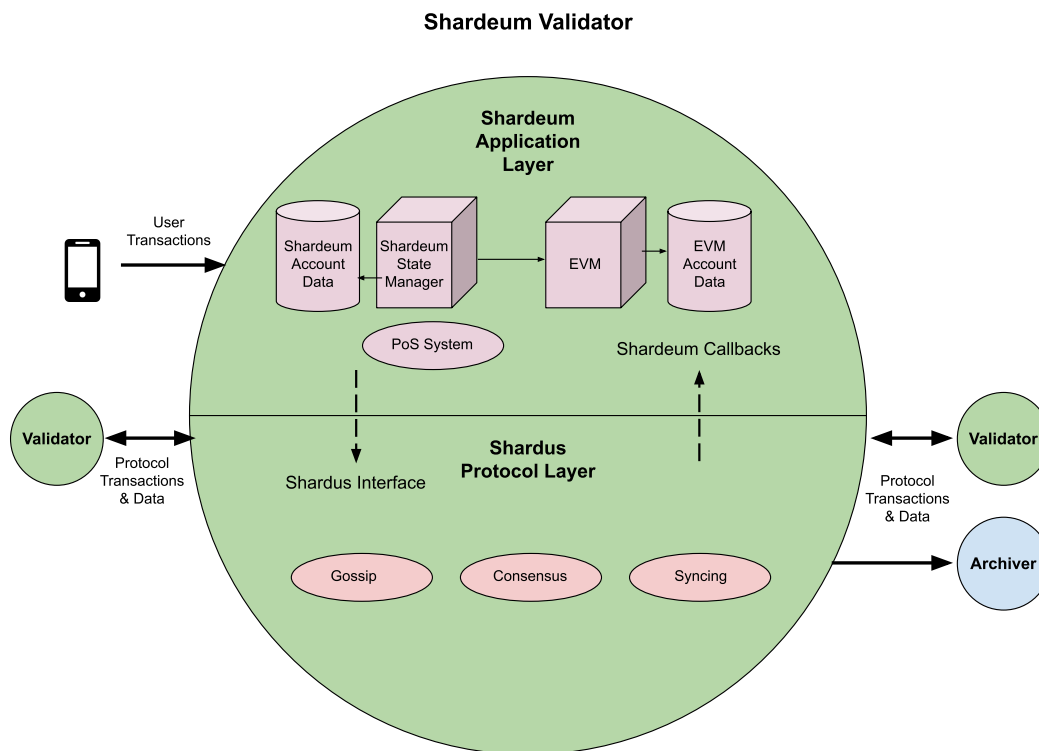 Shardeum Validator
Shardeum
Application
Layer
User
Transactions
Shardeum
Account
Data
Shardeum
State
Manager
EVM
EVM
Account
Data
PoS System
Shardeum Callbacks
Validator
Protocol
Transactions
& Data
Shardus
Protocol Layer
Shardus Interface
Validator
Protocol
Transactions
& Data
Gossip
Consensus
Syncing
Archiver